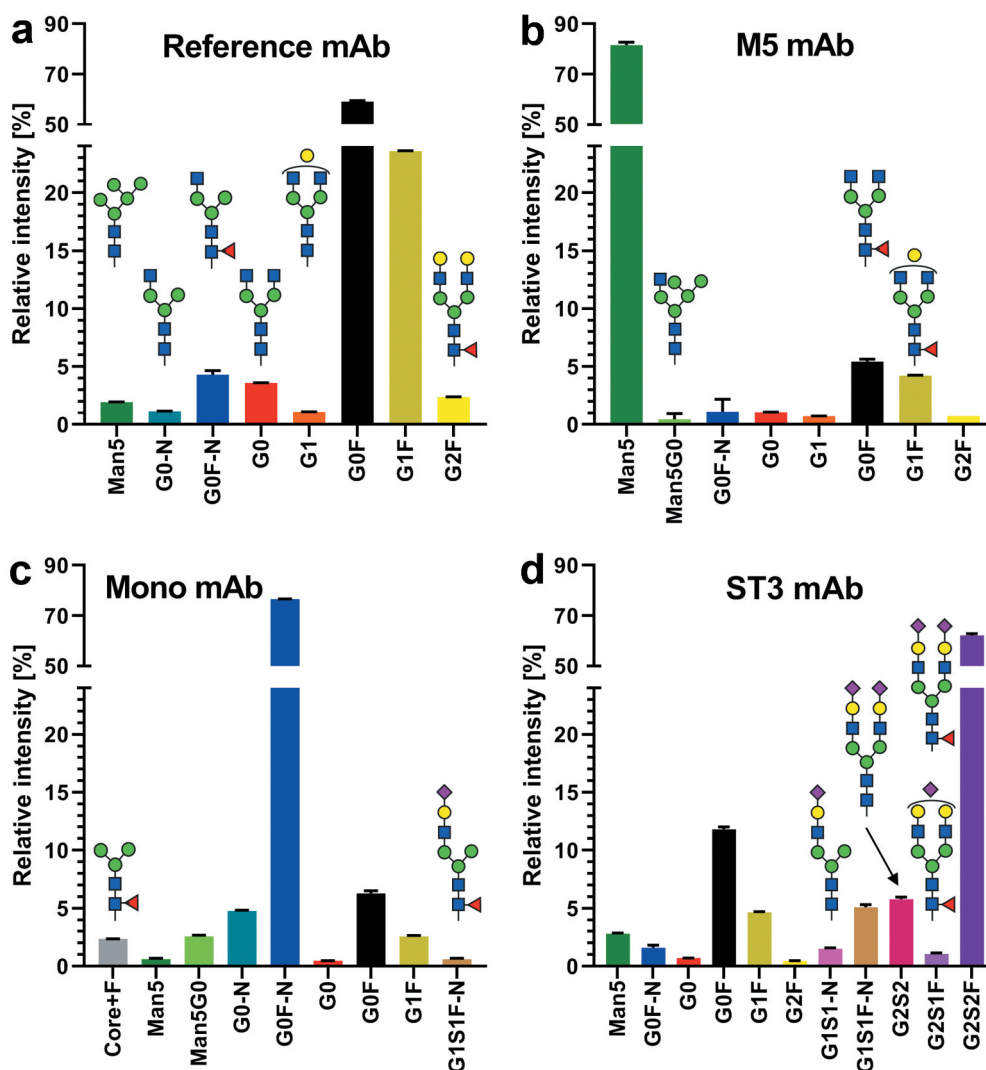 a
Reference mAb
Relative intensity [%]
90
70
50
20
15
10
5
0
Man5
G0-N
G0F-N
G0
G1
G0F
G1F
G2F
b
M5 mAb
Relative intensity [%]
90
70
50
20
15
10
5
0
Man5
Man5G0
G0F-N
G0
G1
G0F
G1F
G2F
c
Mono mAb
Relative intensity [%]
90
70
50
20
15
10
5
0
Core+F
Man5
Man5G0
G0-N
G0F-N
G0
G0F
G1F
G1S1F-N
d
ST3 mAb
Relative intensity [%]
90
70
50
20
15
10
5
0
Man5
G0F-N
G0
G0F
G1F
G2F
G1S1-N
G1S1F-N
G2S2
G2S1F
G2S2F